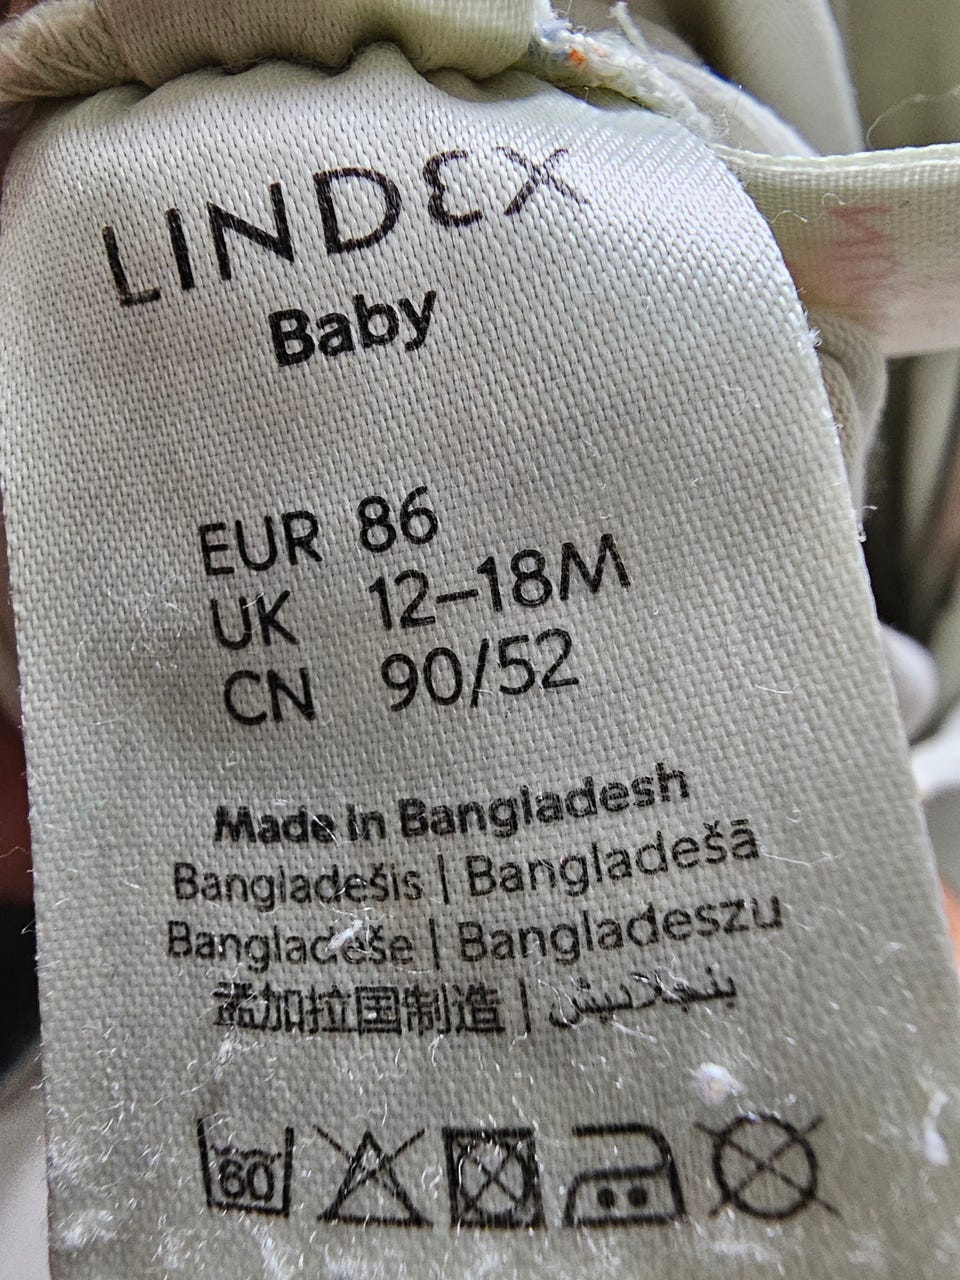 LINDEX
Baby
EUR 86
UK 12–18M
CN 90/52
Made in Bangladesh
Bangladešis | Bangladešā
Bangladeše | Bangladeszu
孟加拉国制造 | بنجلاديش
60